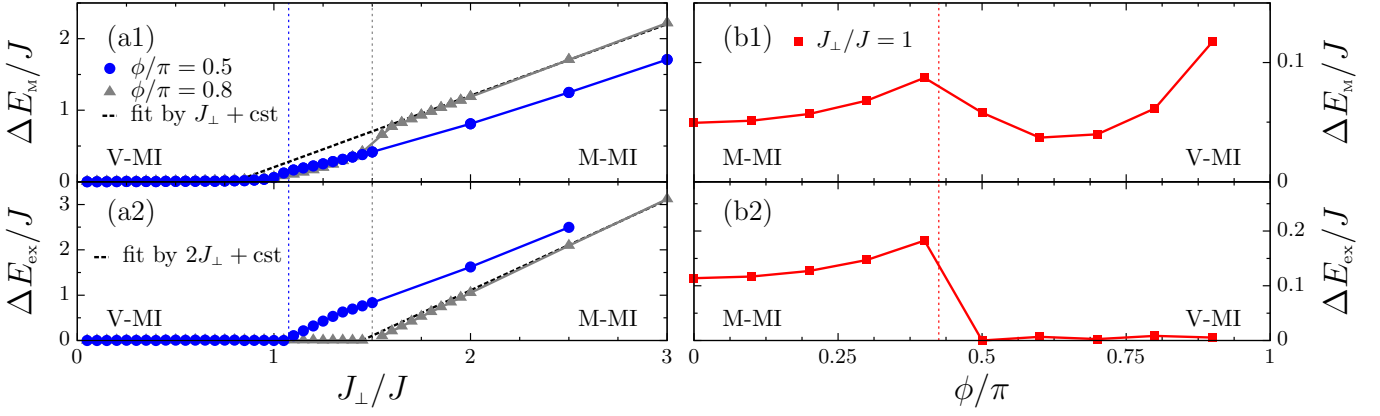 (a1)
ϕ/π = 0.5
ϕ/π = 0.8
fit by J⊥ + cst
V-MI
M-MI
ΔE_M/J
2
1
0
(b1)
J⊥/J = 1
M-MI
V-MI
0.1
0
ΔE_M/J
(a2)
fit by 2J⊥ + cst
V-MI
M-MI
ΔE_ex/J
3
2
1
0
0
1
2
3
J⊥/J
(b2)
M-MI
V-MI
0.2
0.1
0
ΔE_ex/J
0
0.25
0.5
0.75
1
ϕ/π